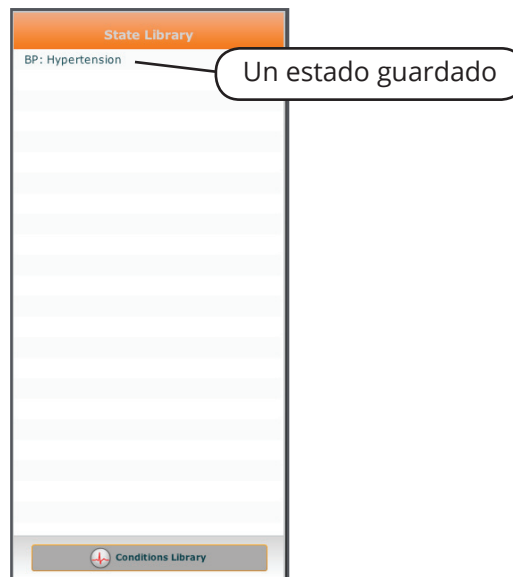 State Library
BP: Hypertension
Un estado guardado
Conditions Library